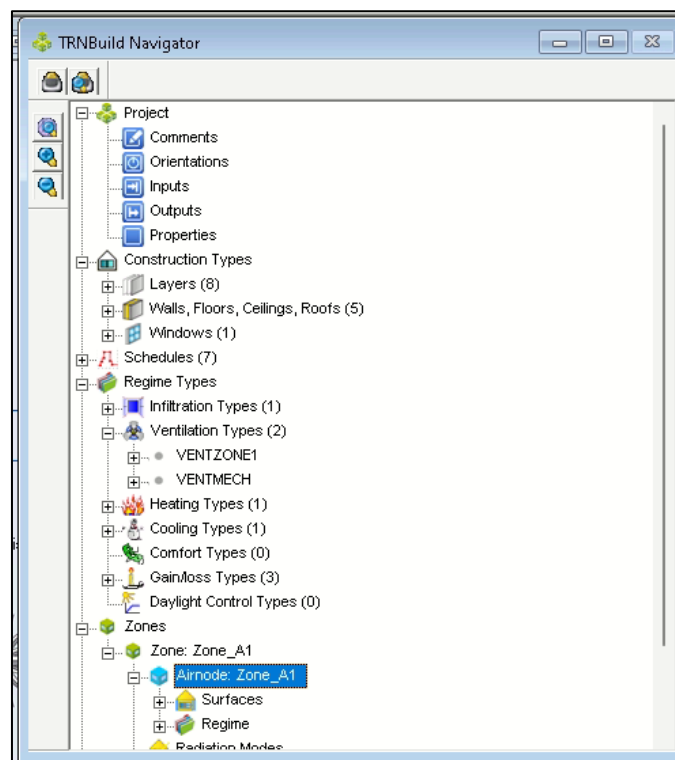 TRNBuild Navigator
Project
Comments
Orientations
Inputs
Outputs
Properties
Construction Types
Layers (8)
Walls, Floors, Ceilings, Roofs (5)
Windows (1)
Schedules (7)
Regime Types
Infiltration Types (1)
Ventilation Types (2)
VENTZONE1
VENTMECH
Heating Types (1)
Cooling Types (1)
Comfort Types (0)
Gain/loss Types (3)
Daylight Control Types (0)
Zones
Zone: Zone_A1
Airnode: Zone_A1
Surfaces
Regime
Radiation Modes